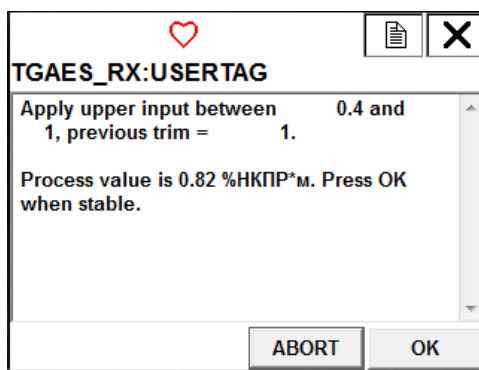 TGAES_RX:USERTAG
Apply upper input between 0.4 and
1, previous trim = 1.
Process value is 0.82 %НКПР*м. Press OK
when stable.
ABORT OK